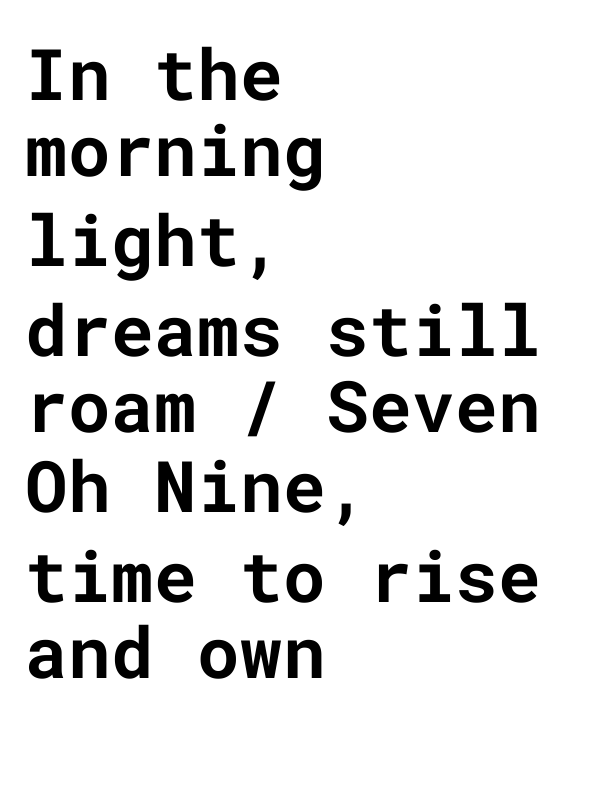 In the
morning
light,
dreams still
roam / Seven
Oh Nine,
time to rise
and own